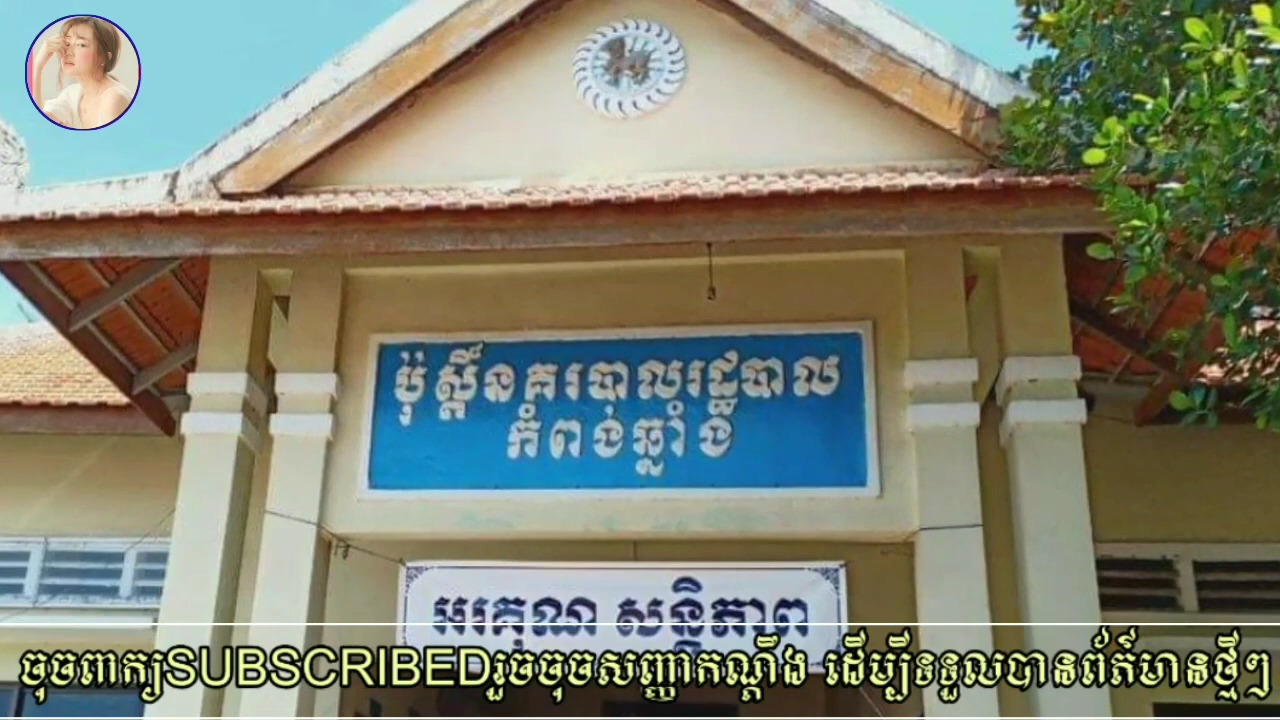 ប៉ុស្តិ៍នគរបាលរដ្ឋបាល
កំពង់ឆ្នាំង
អរគុណ សន្តិភាព
ចុចពាក្យSUBSCRIBEDរួចចុចសញ្ញាកណ្តឹង ដើម្បីទទួលបានព័ត៌មានថ្មីៗ